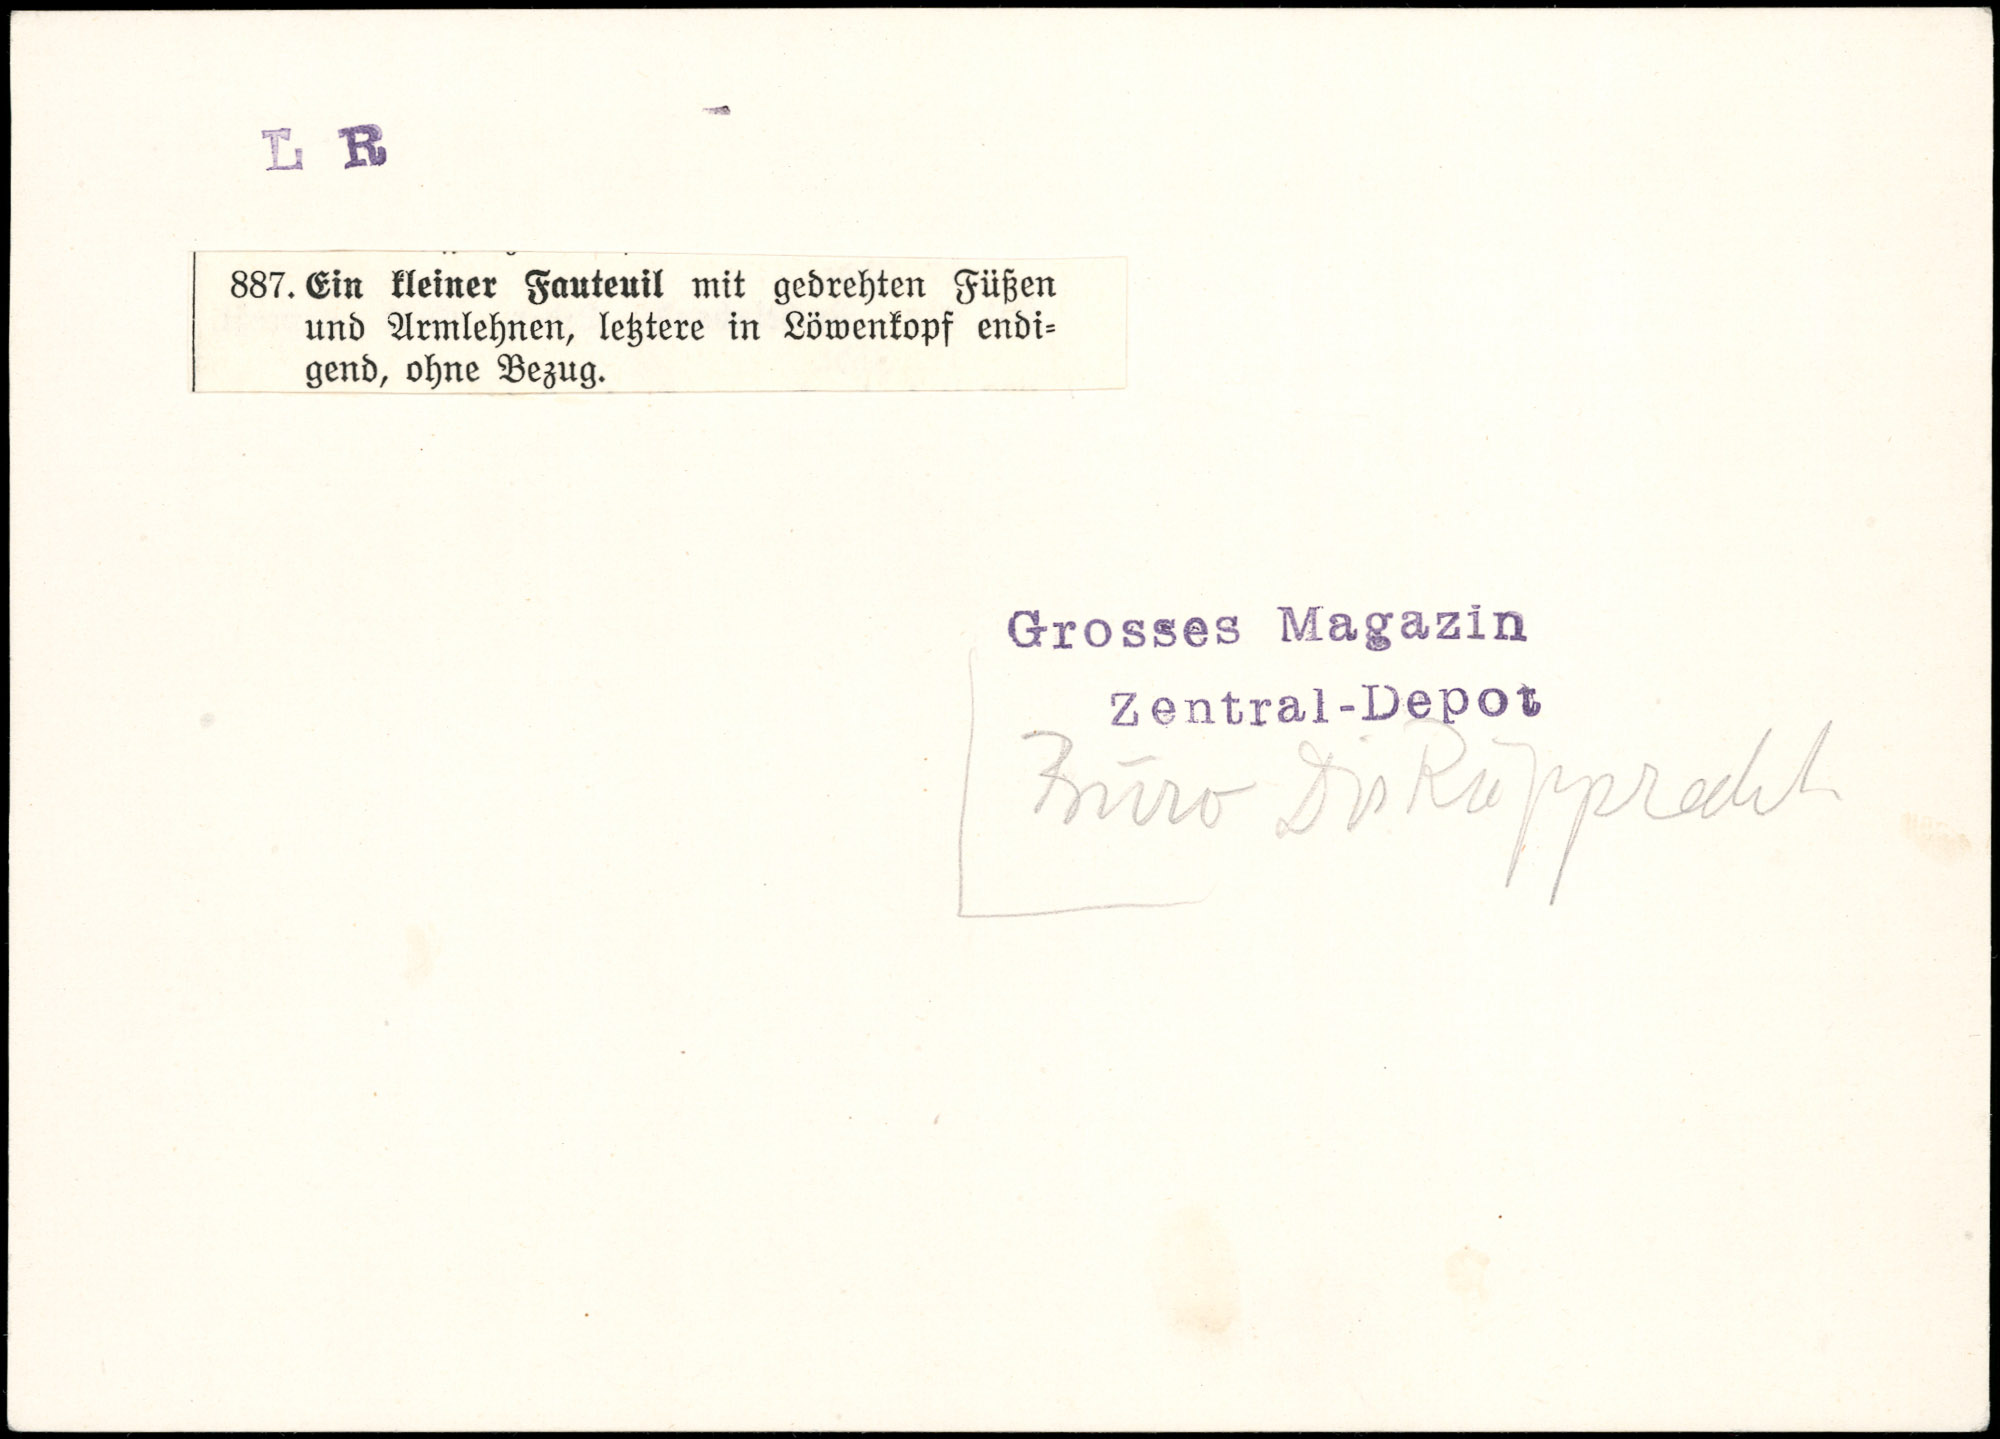 L R
887. Ein kleiner Fauteuil mit gedrehten Füßen
und Armlehnen, letztere in Löwenkopf endi-
gend, ohne Bezug.
Grosses Magazin
Zentral-Depot
Büro Dir Rupprecht